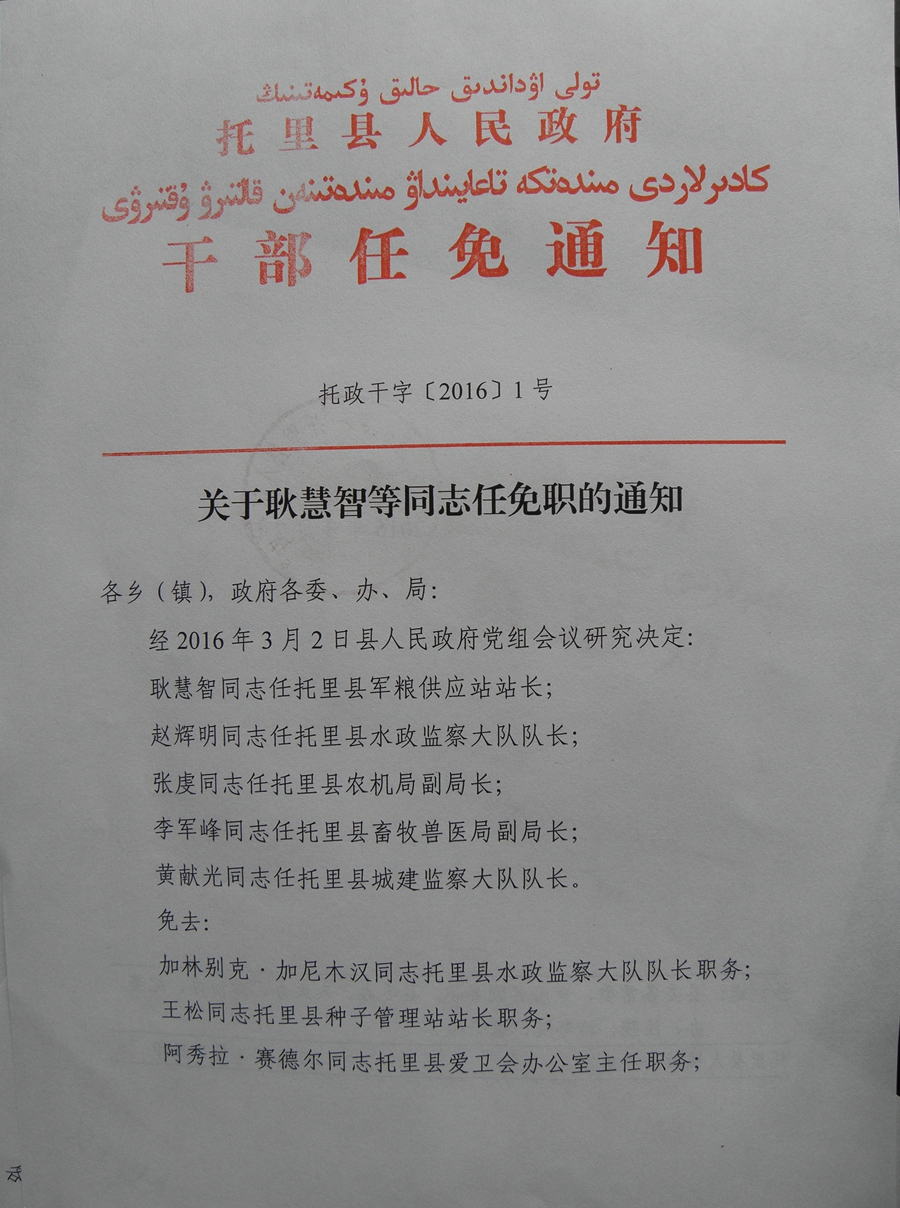 تولى اۋداندىق حالىق ۇكىمەتىنىڭ
托里县人民政府
كادىرلاردى مىندەتكە تاعايىنداۋ مىندەتىنەن قالتىرۋ ۇقتىرۋى
干部任免通知
托政干字〔2016〕1号
关于耿慧智等同志任免职的通知
各乡（镇），政府各委、办、局：
经2016年3月2日县人民政府党组会议研究决定：
耿慧智同志任托里县军粮供应站站长；
赵辉明同志任托里县水政监察大队队长；
张虔同志任托里县农机局副局长；
李军峰同志任托里县畜牧兽医局副局长；
黄献光同志任托里县城建监察大队队长。
免去：
加林别克·加尼木汉同志托里县水政监察大队队长职务；
王松同志托里县种子管理站站长职务；
阿秀拉·赛德尔同志托里县爱卫会办公室主任职务；